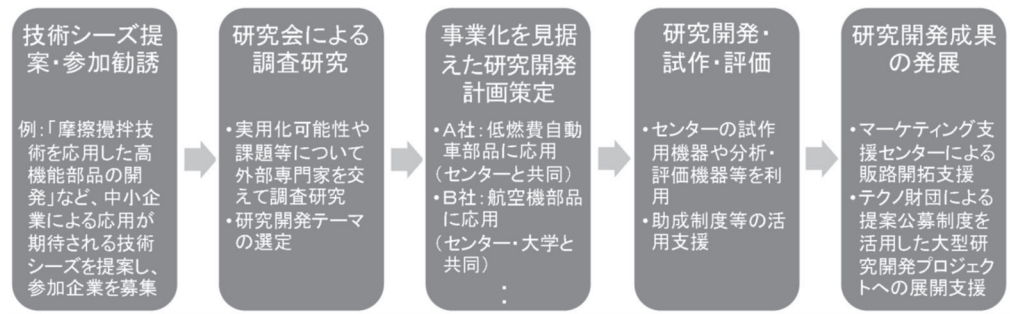 技術シーズ提
案・参加勧誘
例:「摩擦攪拌技
術を応用した高
機能部品の開
発」など、中小企
業による応用が
期待される技術
シーズを提案し、
参加企業を募集
研究会による
調査研究
・実用化可能性や
課題等について
外部専門家を交
えて調査研究
・研究開発テーマ
の選定
事業化を見据
えた研究開発
計画策定
・A社:低燃費自動
車部品に応用
(センターと共同)
・B社:航空機部品
に応用
(センター・大学と
共同)
:
研究開発・
試作・評価
・センターの試作
用機器や分析・
評価機器等を利
用
・助成制度等の活
用支援
研究開発成果
の発展
・マーケティング支
援センターによる
販路開拓支援
・テクノ財団による
提案公募制度を
活用した大型研
究開発プロジェク
トへの展開支援